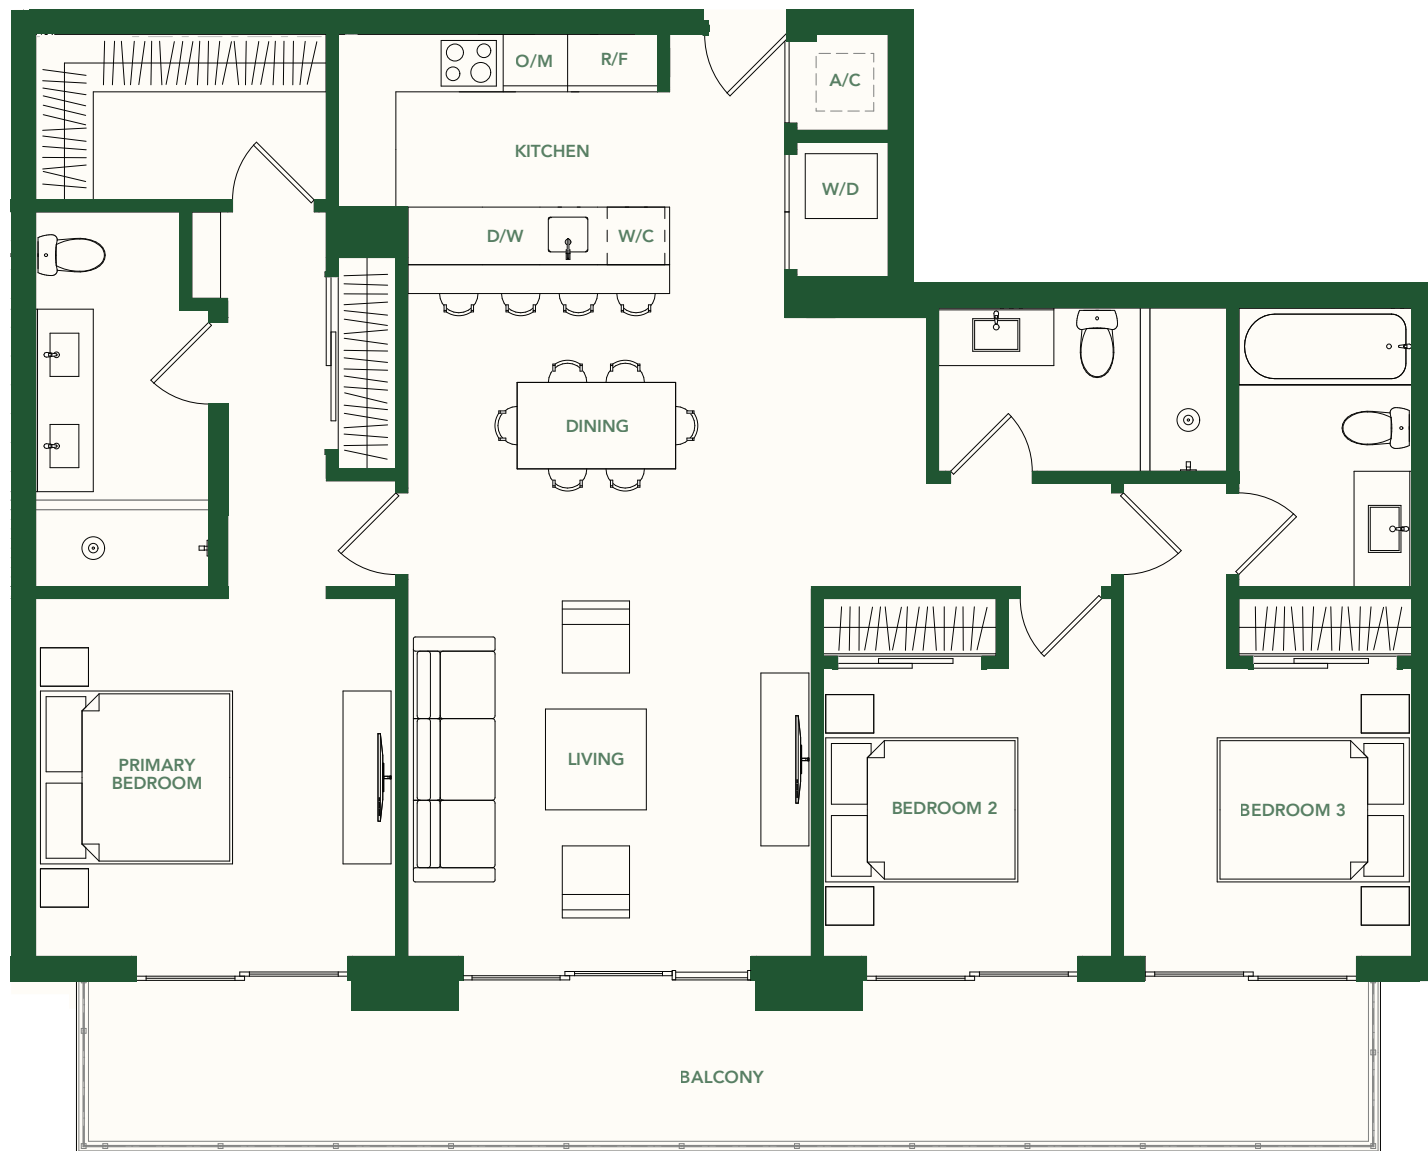 O/M
R/F
A/C
KITCHEN
W/D
D/W
W/C
DINING
PRIMARY
BEDROOM
LIVING
BEDROOM 2
BEDROOM 3
BALCONY